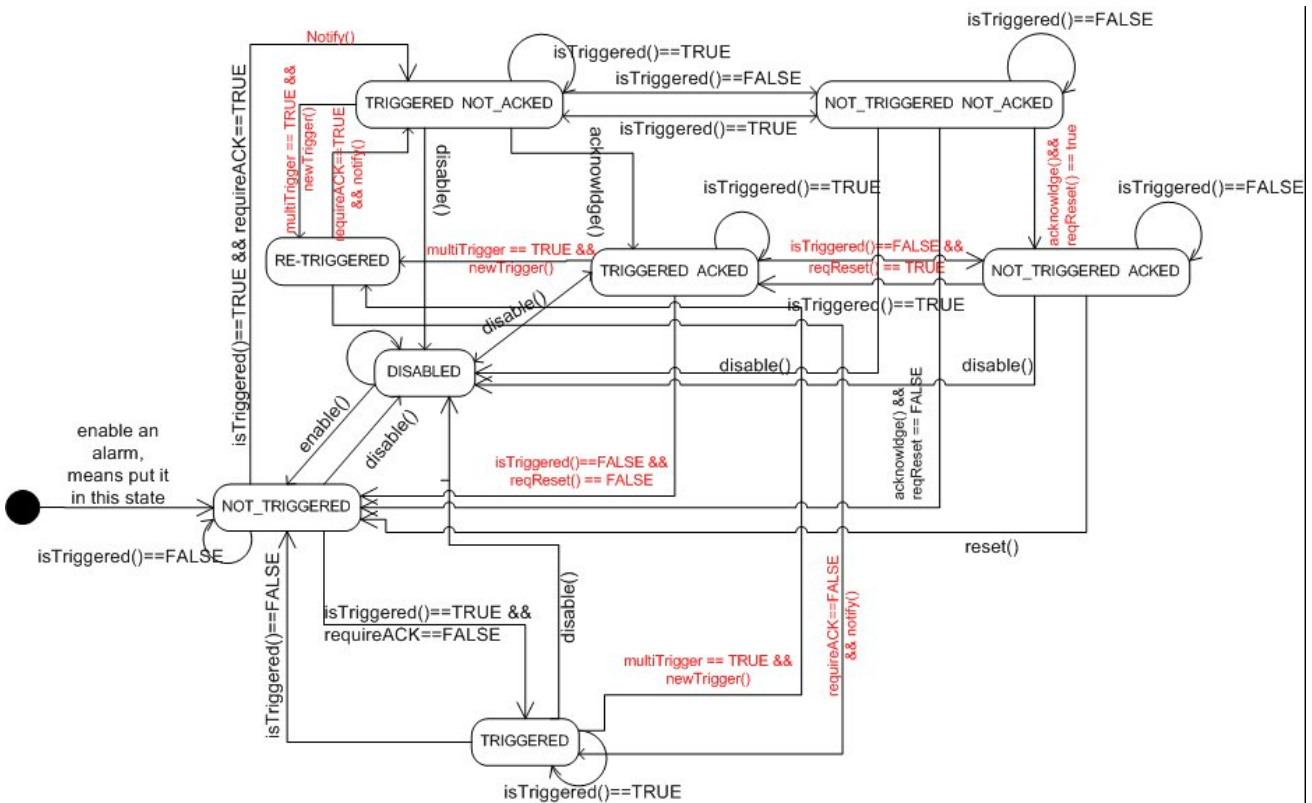 isTriggered()==FALSE
Notify()
isTriggered()==TRUE
isTriggered()==FALSE
TRIGGERED NOT_ACKED
NOT_TRIGGERED NOT_ACKED
isTriggered()==TRUE
isTriggered()==TRUE && requireACK==TRUE
multiTrigger == TRUE &&
newTrigger()
requireACK==TRUE
&& notify()
disable()
acknowldge()
acknowldge()&&
reqReset() == true
isTriggered()==TRUE
isTriggered()==FALSE
RE-TRIGGERED
multiTrigger == TRUE &&
newTrigger()
TRIGGERED ACKED
isTriggered()==FALSE &&
reqReset() == TRUE
NOT_TRIGGERED ACKED
isTriggered()==TRUE
disable()
DISABLED
disable()
disable()
enable()
disable()
acknowldge() &&
reqReset == FALSE
enable an
alarm,
means put it
in this state
isTriggered()==FALSE &&
reqReset() == FALSE
NOT_TRIGGERED
isTriggered()==FALSE
reset()
isTriggered()==FALSE
isTriggered()==TRUE &&
requireACK==FALSE
disable()
requireACK==FALSE
&& notify()
multiTrigger == TRUE &&
newTrigger()
TRIGGERED
isTriggered()==TRUE